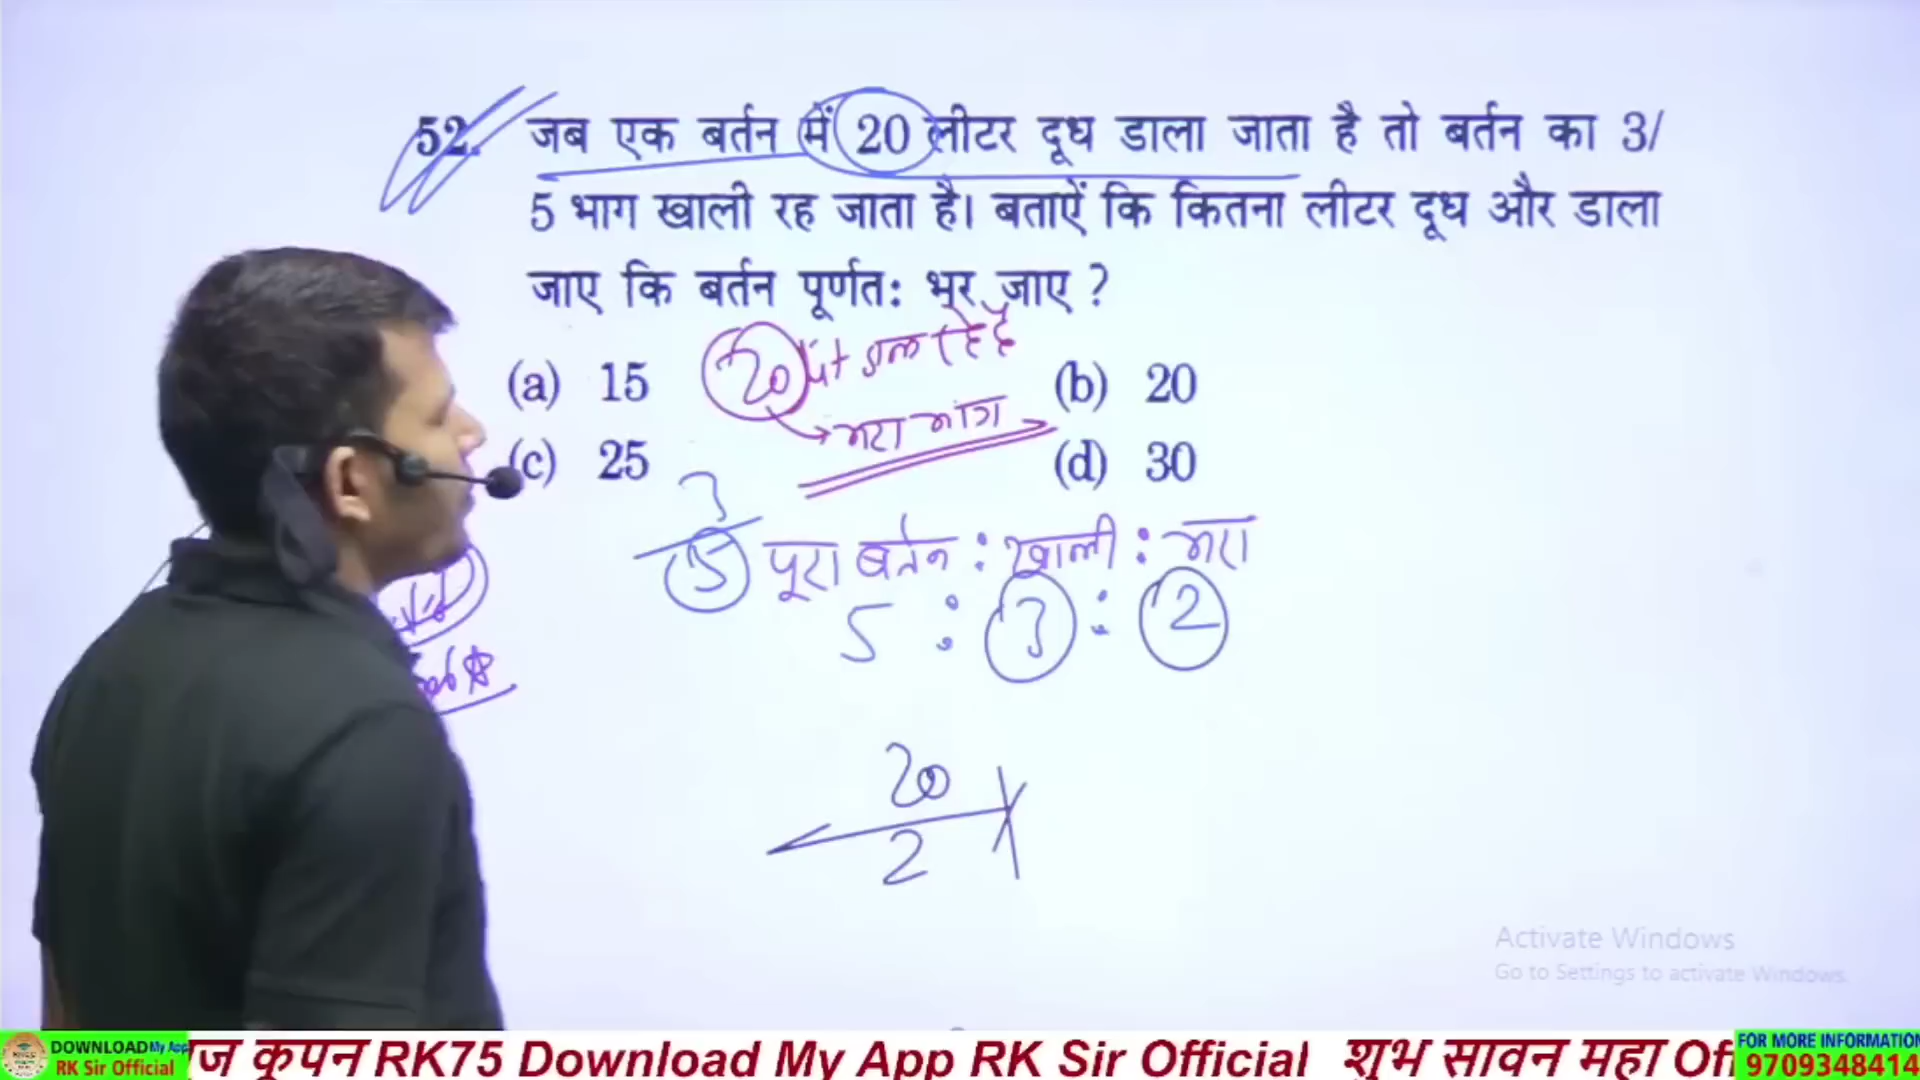 52. जब एक बर्तन में 20 लीटर दूध डाला जाता है तो बर्तन का 3/
5 भाग खाली रह जाता है। बताऐं कि कितना लीटर दूध और डाला
जाए कि बर्तन पूर्णत: भर जाए ?
(a) 15 (b) 20
(c) 25 (d) 30
20
भरा भाग
3
5 पूरा बर्तन : खाली : भरा
5 : 3 : 2
20
2
Activate Windows
Go to Settings to activate Windows.
DOWNLOAD My App
RK Sir Official
ज कूपन RK75 Download My App RK Sir Official शुभ सावन महा Off
FOR MORE INFORMATION
9709348414